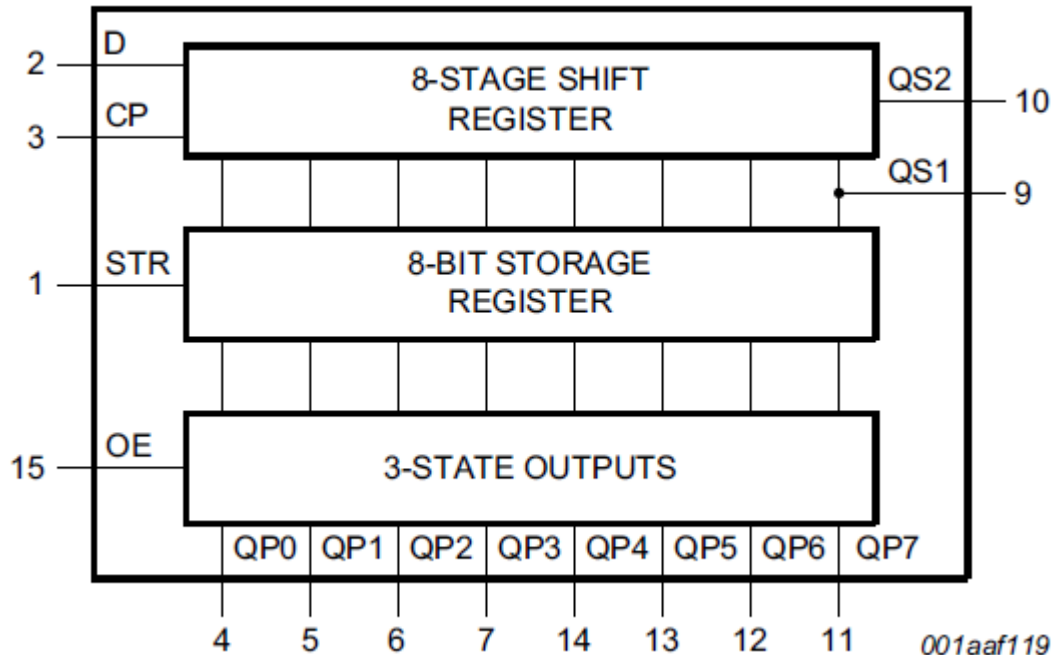 D
2
8-STAGE SHIFT
REGISTER
QS2
10
CP
3
QS1
9
STR
1
8-BIT STORAGE
REGISTER
OE
15
3-STATE OUTPUTS
QP0 QP1 QP2 QP3 QP4 QP5 QP6 QP7
4 5 6 7 14 13 12 11
001aaf119